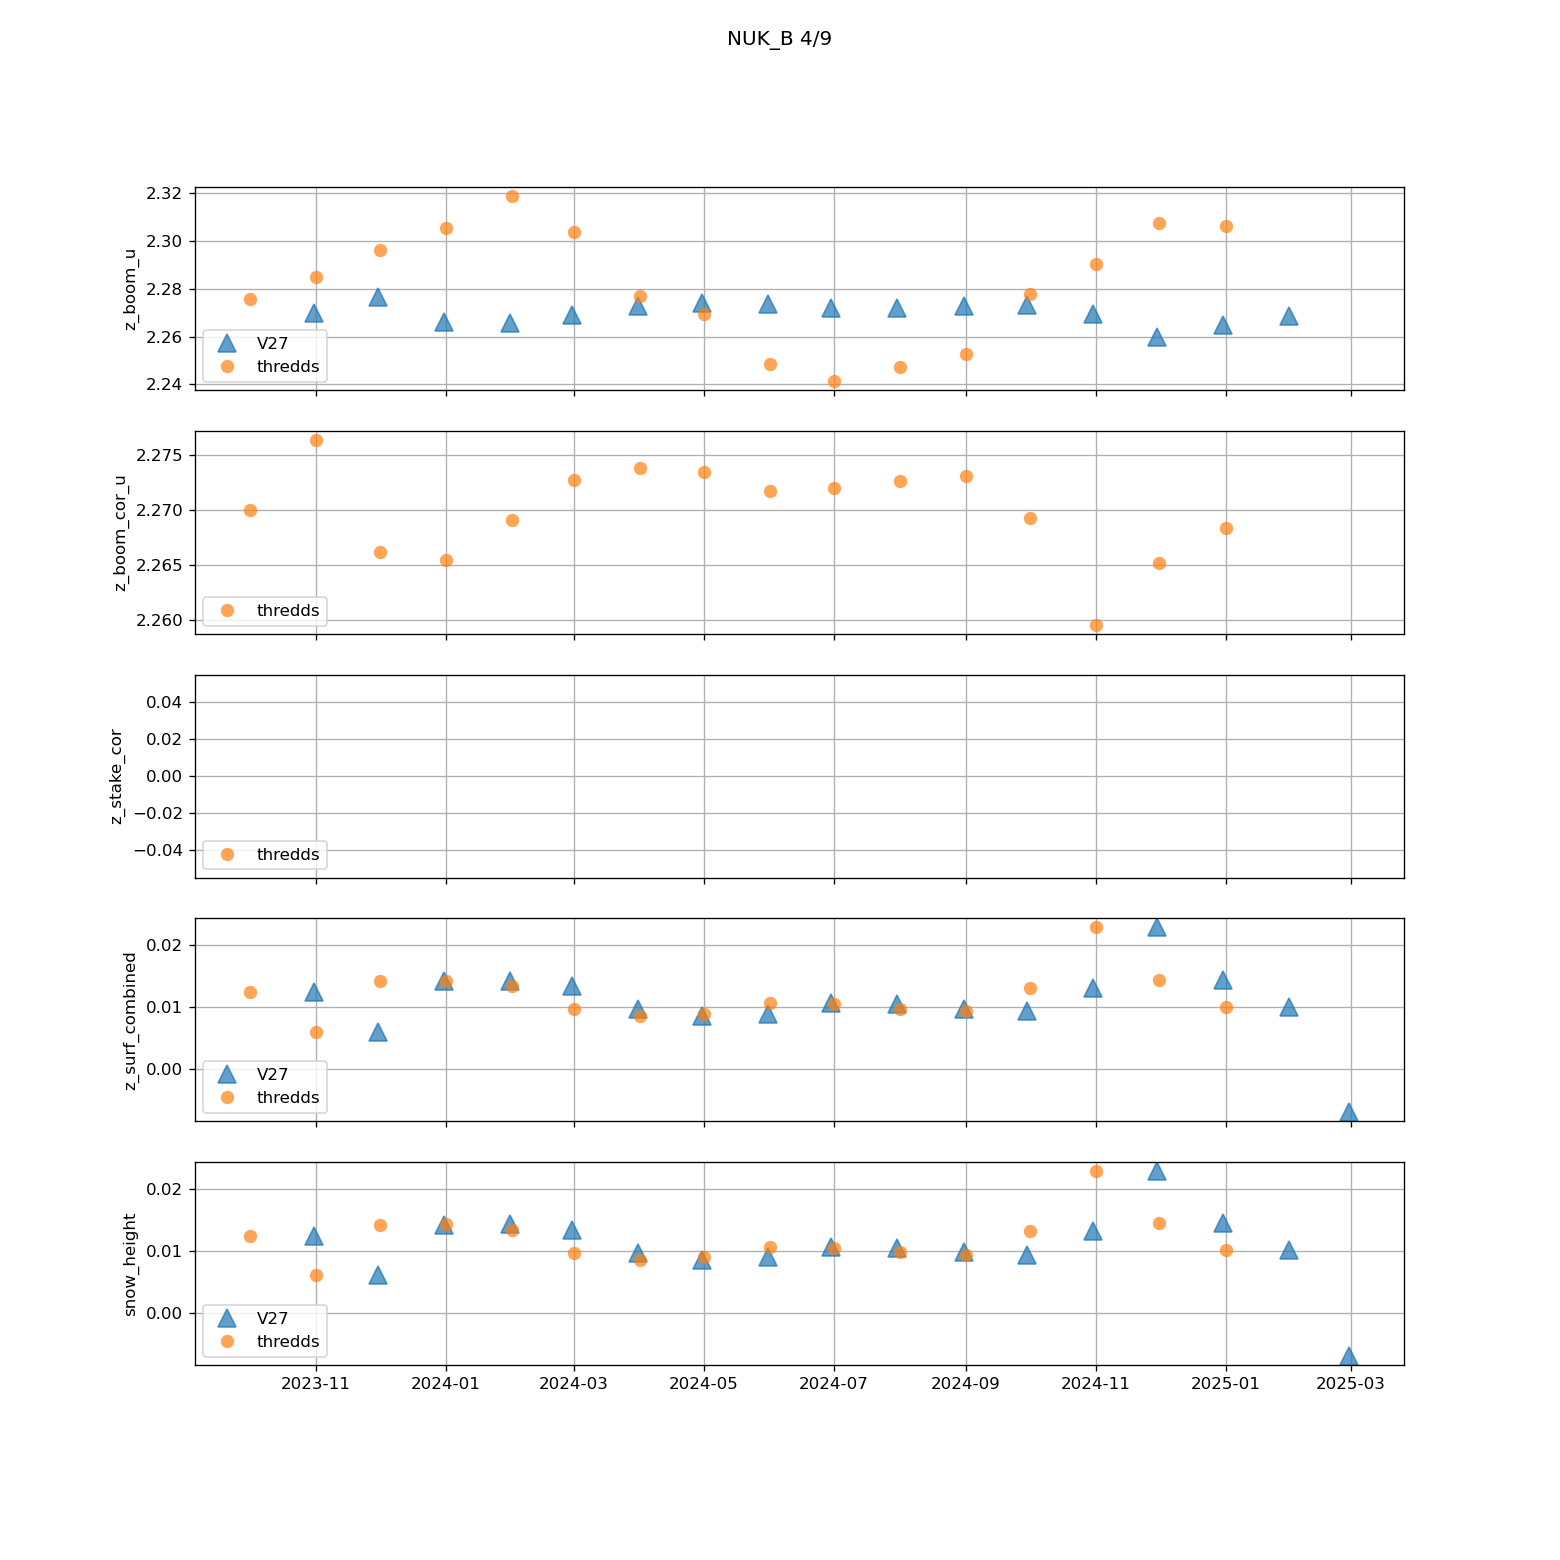 NUK_B 4/9
2.32
2.30
2.28
2.26
2.24
z_boom_u
V27
thredds
2.275
2.270
2.265
2.260
z_boom_cor_u
thredds
0.04
0.02
0.00
−0.02
−0.04
z_stake_cor
thredds
0.02
0.01
0.00
z_surf_combined
V27
thredds
0.02
0.01
0.00
snow_height
V27
thredds
2023-11 2024-01 2024-03 2024-05 2024-07 2024-09 2024-11 2025-01 2025-03